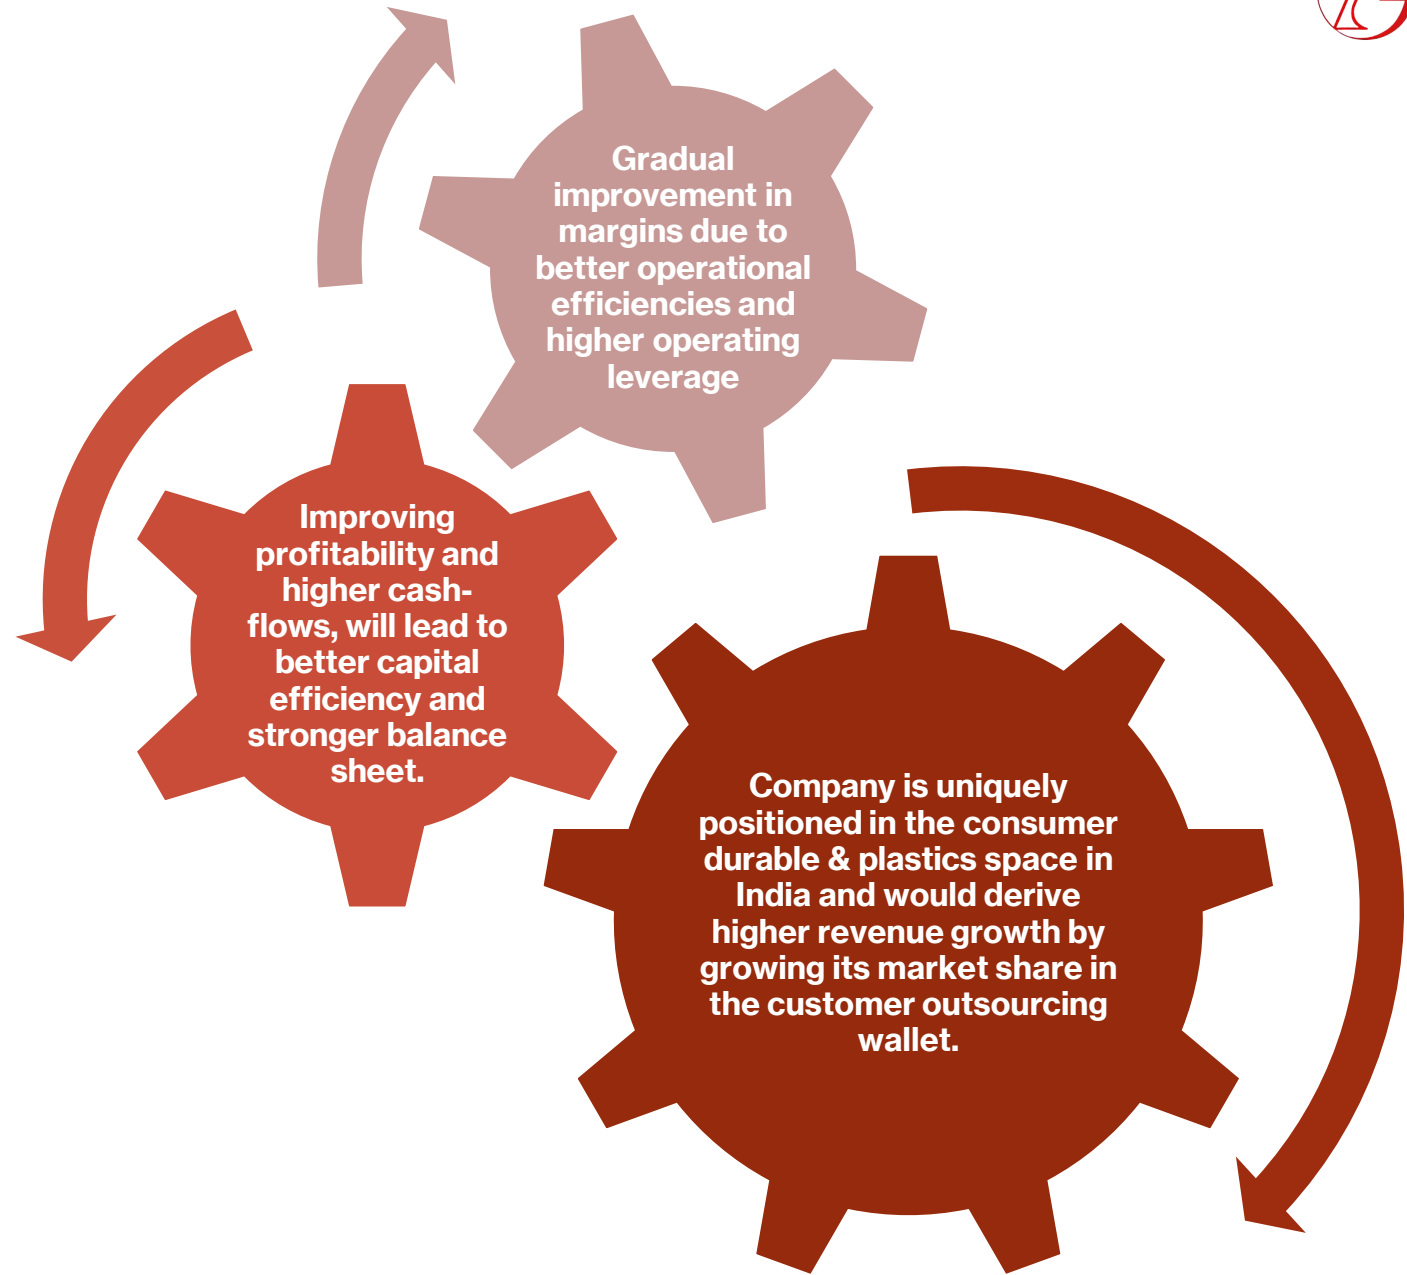 Gradual
improvement in
margins due to
better operational
efficiencies and
higher operating
leverage
Improving
profitability and
higher cash-
flows, will lead to
better capital
efficiency and
stronger balance
sheet.
Company is uniquely
positioned in the consumer
durable & plastics space in
India and would derive
higher revenue growth by
growing its market share in
the customer outsourcing
wallet.